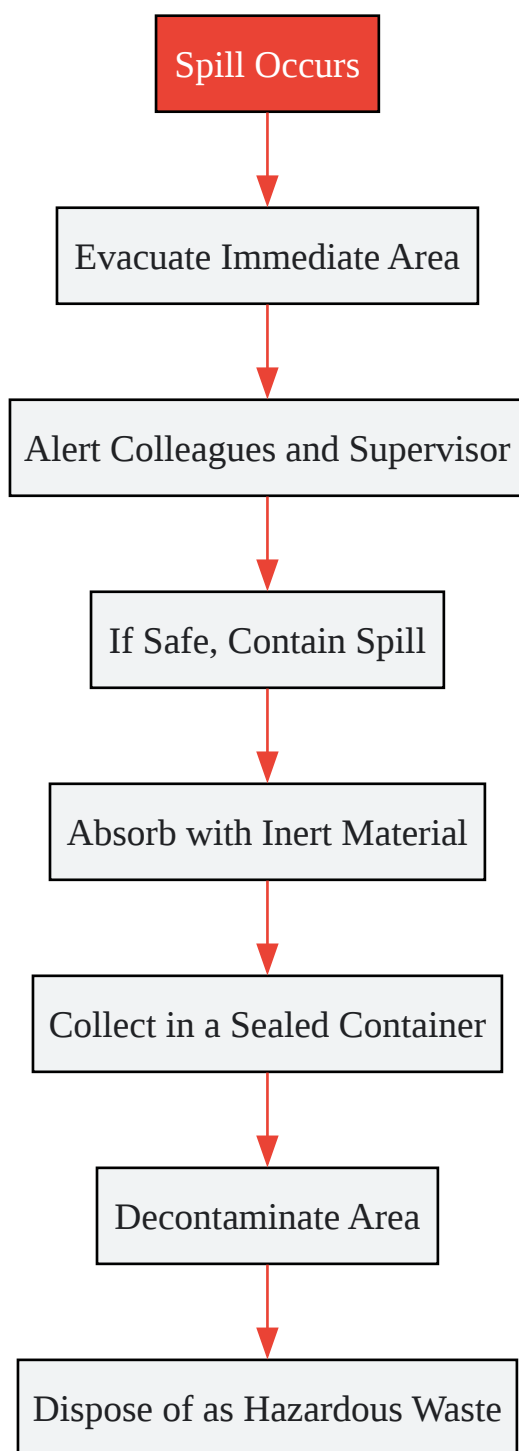 Spill Occurs
Evacuate Immediate Area
Alert Colleagues and Supervisor
If Safe, Contain Spill
Absorb with Inert Material
Collect in a Sealed Container
Decontaminate Area
Dispose of as Hazardous Waste